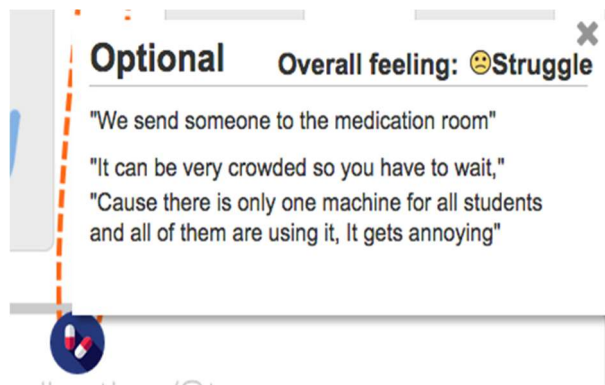 Optional
Overall feeling: Struggle
"We send someone to the medication room"
"It can be very crowded so you have to wait,"
"Cause there is only one machine for all students
and all of them are using it, It gets annoying"